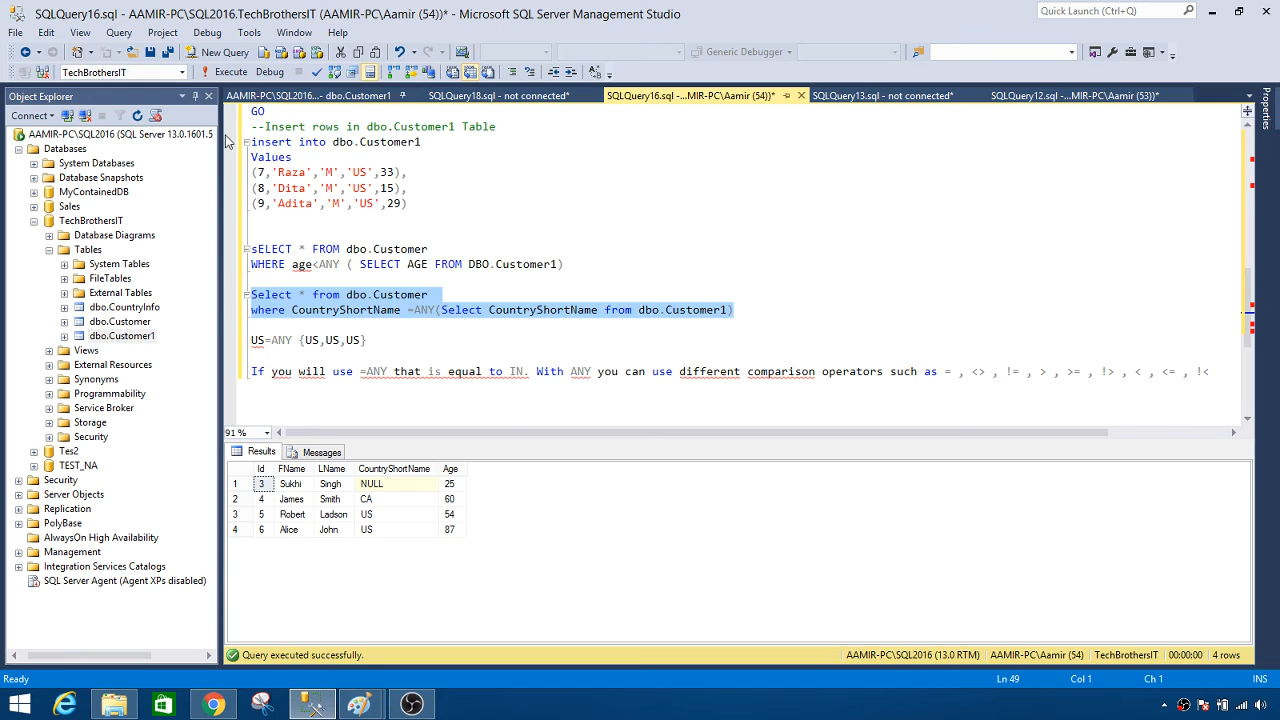 SQLQuery16.sql - AAMIR-PC\SQL2016.TechBrothersIT (AAMIR-PC\Aamir (54))* - Microsoft SQL Server Management Studio
Quick Launch (Ctrl+Q)
File Edit View Query Project Debug Tools Window Help
New Query
Generic Debugger
TechBrothersIT
Execute Debug
Object Explorer
AAMIR-PC\SQL2016...- dbo.Customer1
SQLQuery18.sql - not connected*
SQLQuery16.sql -...MIR-PC\Aamir (54))*
SQLQuery13.sql - not connected*
SQLQuery12.sql -...MIR-PC\Aamir (53))*
Properties
Connect
AAMIR-PC\SQL2016 (SQL Server 13.0.1601.5
Databases
System Databases
Database Snapshots
MyContainedDB
Sales
TechBrothersIT
Database Diagrams
Tables
System Tables
FileTables
External Tables
dbo.CountryInfo
dbo.Customer
dbo.Customer1
Views
External Resources
Synonyms
Programmability
Service Broker
Storage
Security
Tes2
TEST_NA
Security
Server Objects
Replication
PolyBase
AlwaysOn High Availability
Management
Integration Services Catalogs
SQL Server Agent (Agent XPs disabled)
GO
--Insert rows in dbo.Customer1 Table
insert into dbo.Customer1
Values
(7,'Raza','M','US',33),
(8,'Dita','M','US',15),
(9,'Adita','M','US',29)
sELECT * FROM dbo.Customer
WHERE age<ANY ( SELECT AGE FROM DBO.Customer1)
Select * from dbo.Customer
where CountryShortName =ANY(Select CountryShortName from dbo.Customer1)
US=ANY {US,US,US}
If you will use =ANY that is equal to IN. With ANY you can use different comparison operators such as = , <> , != , > , >= , !> , < , <= , !<
91 %
Results Messages
Id FName LName CountryShortName Age
1 3 Sukhi Singh NULL 25
2 4 James Smith CA 60
3 5 Robert Ladson US 54
4 6 Alice John US 87
Query executed successfully.
AAMIR-PC\SQL2016 (13.0 RTM) AAMIR-PC\Aamir (54) TechBrothersIT 00:00:00 4 rows
Ready
Ln 49 Col 1 Ch 1 INS